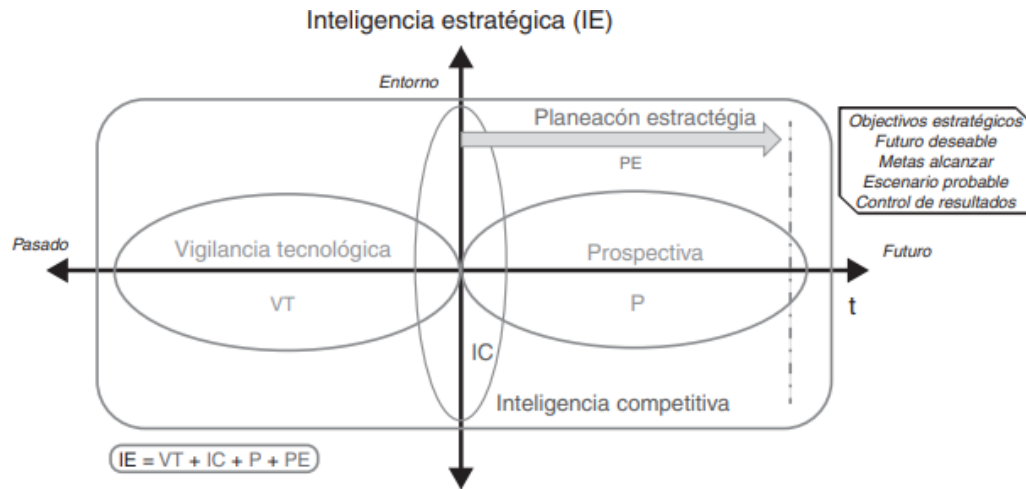 Inteligencia estratégica (IE)
Entorno
Planeacón estractégia
PE
Objectivos estratégicos
Futuro deseable
Metas alcanzar
Escenario probable
Control de resultados
Pasado
Vigilancia tecnológica
Prospectiva
Futuro
VT
P
t
IC
Inteligencia competitiva
IE = VT + IC + P + PE